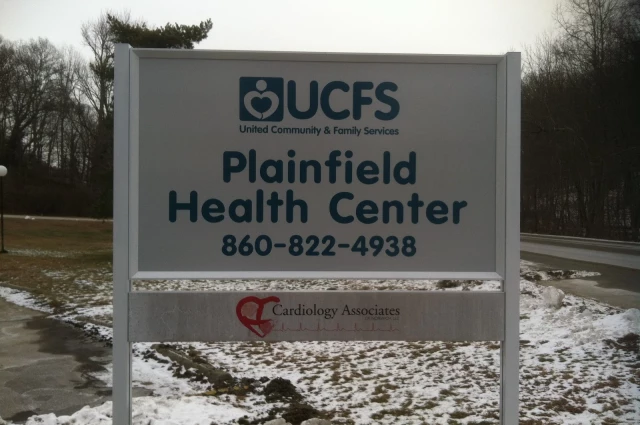 UCFS
United Community & Family Services
Plainfield
Health Center
860-822-4938
Cardiology Associates